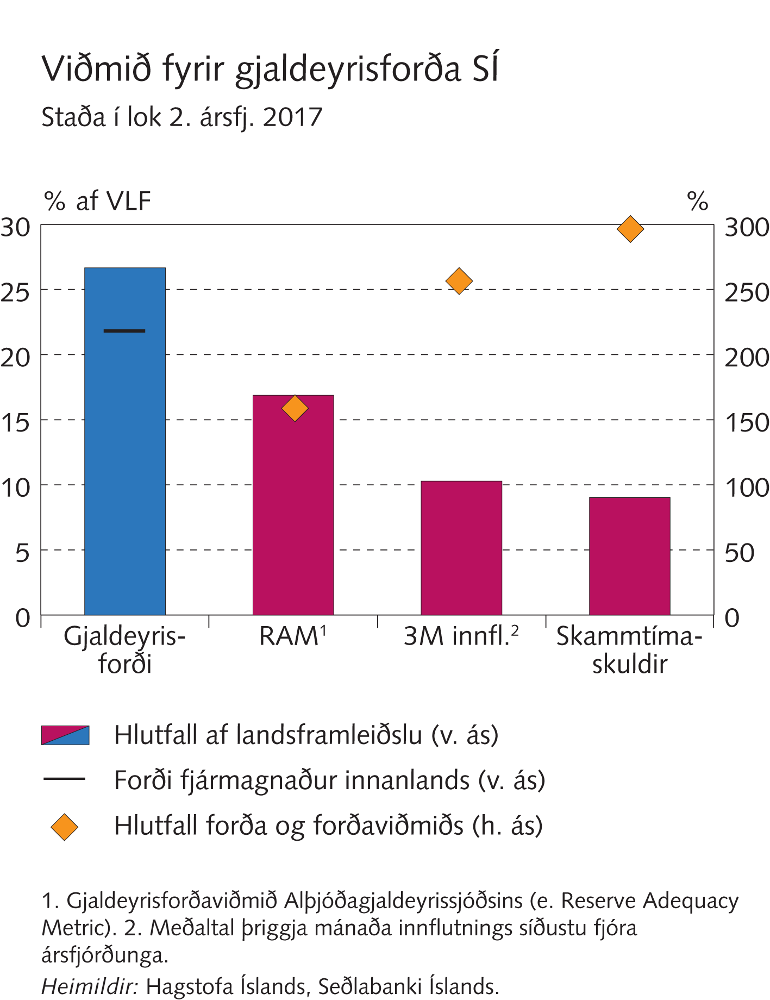 Viðmið fyrir gjaldeyrisforða SÍ
Staða í lok 2. ársfj. 2017
% af VLF
%
30
25
20
15
10
5
0
300
250
200
150
100
50
0
Gjaldeyris-
forði
RAM¹
3M innfl.²
Skammtíma-
skuldir
Hlutfall af landsframleiðslu (v. ás)
Forði fjármagnaður innanlands (v. ás)
Hlutfall forða og forðaviðmiðs (h. ás)
1. Gjaldeyrisforðaviðmið Alþjóðagjaldeyrissjóðsins (e. Reserve Adequacy
Metric). 2. Meðaltal þriggja mánaða innflutnings síðustu fjóra
ársfjórðunga.
Heimildir: Hagstofa Íslands, Seðlabanki Íslands.